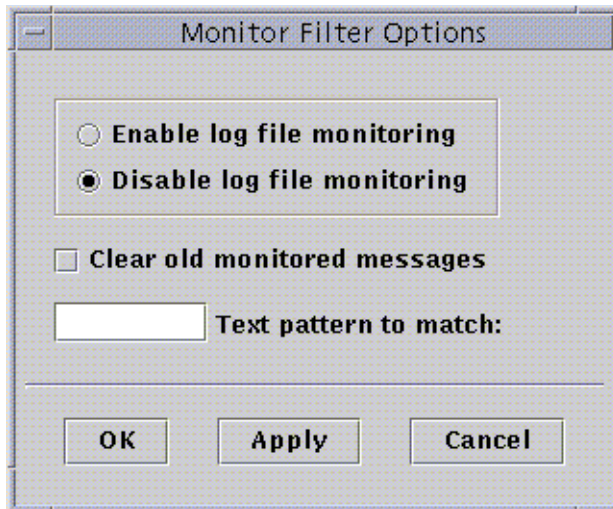 Monitor Filter Options
Enable log file monitoring
Disable log file monitoring
Clear old monitored messages
Text pattern to match:
OK Apply Cancel